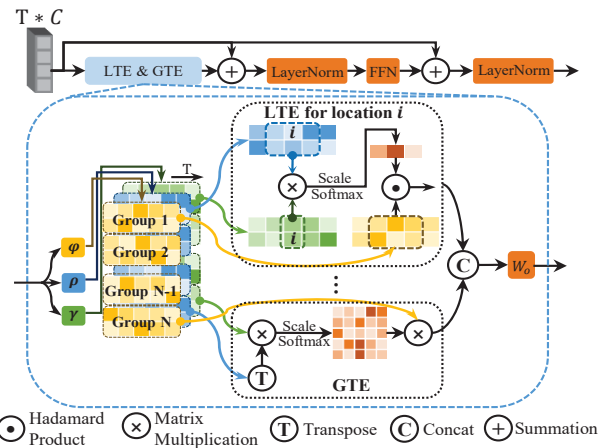 T * C
LTE & GTE
+
LayerNorm
FFN
+
LayerNorm
LTE for location i
T
i
Group 1
×
Scale
Softmax
Group 2
i
φ
ρ
Group N-1
C
W_o
γ
Group N
...
×
Scale
Softmax
×
T
GTE
Hadamard Product
× Matrix Multiplication
T Transpose
C Concat
+ Summation